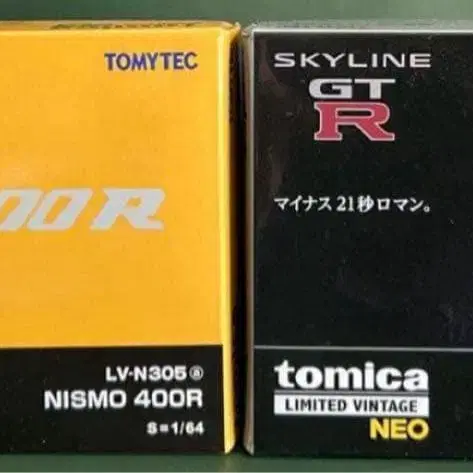 TOMYTEC
00R
LV-N305 ⓐ
NISMO 400R
S=1/64
SKYLINE
GT
R
マイナス21秒ロマン。
tomica
LIMITED VINTAGE
NEO